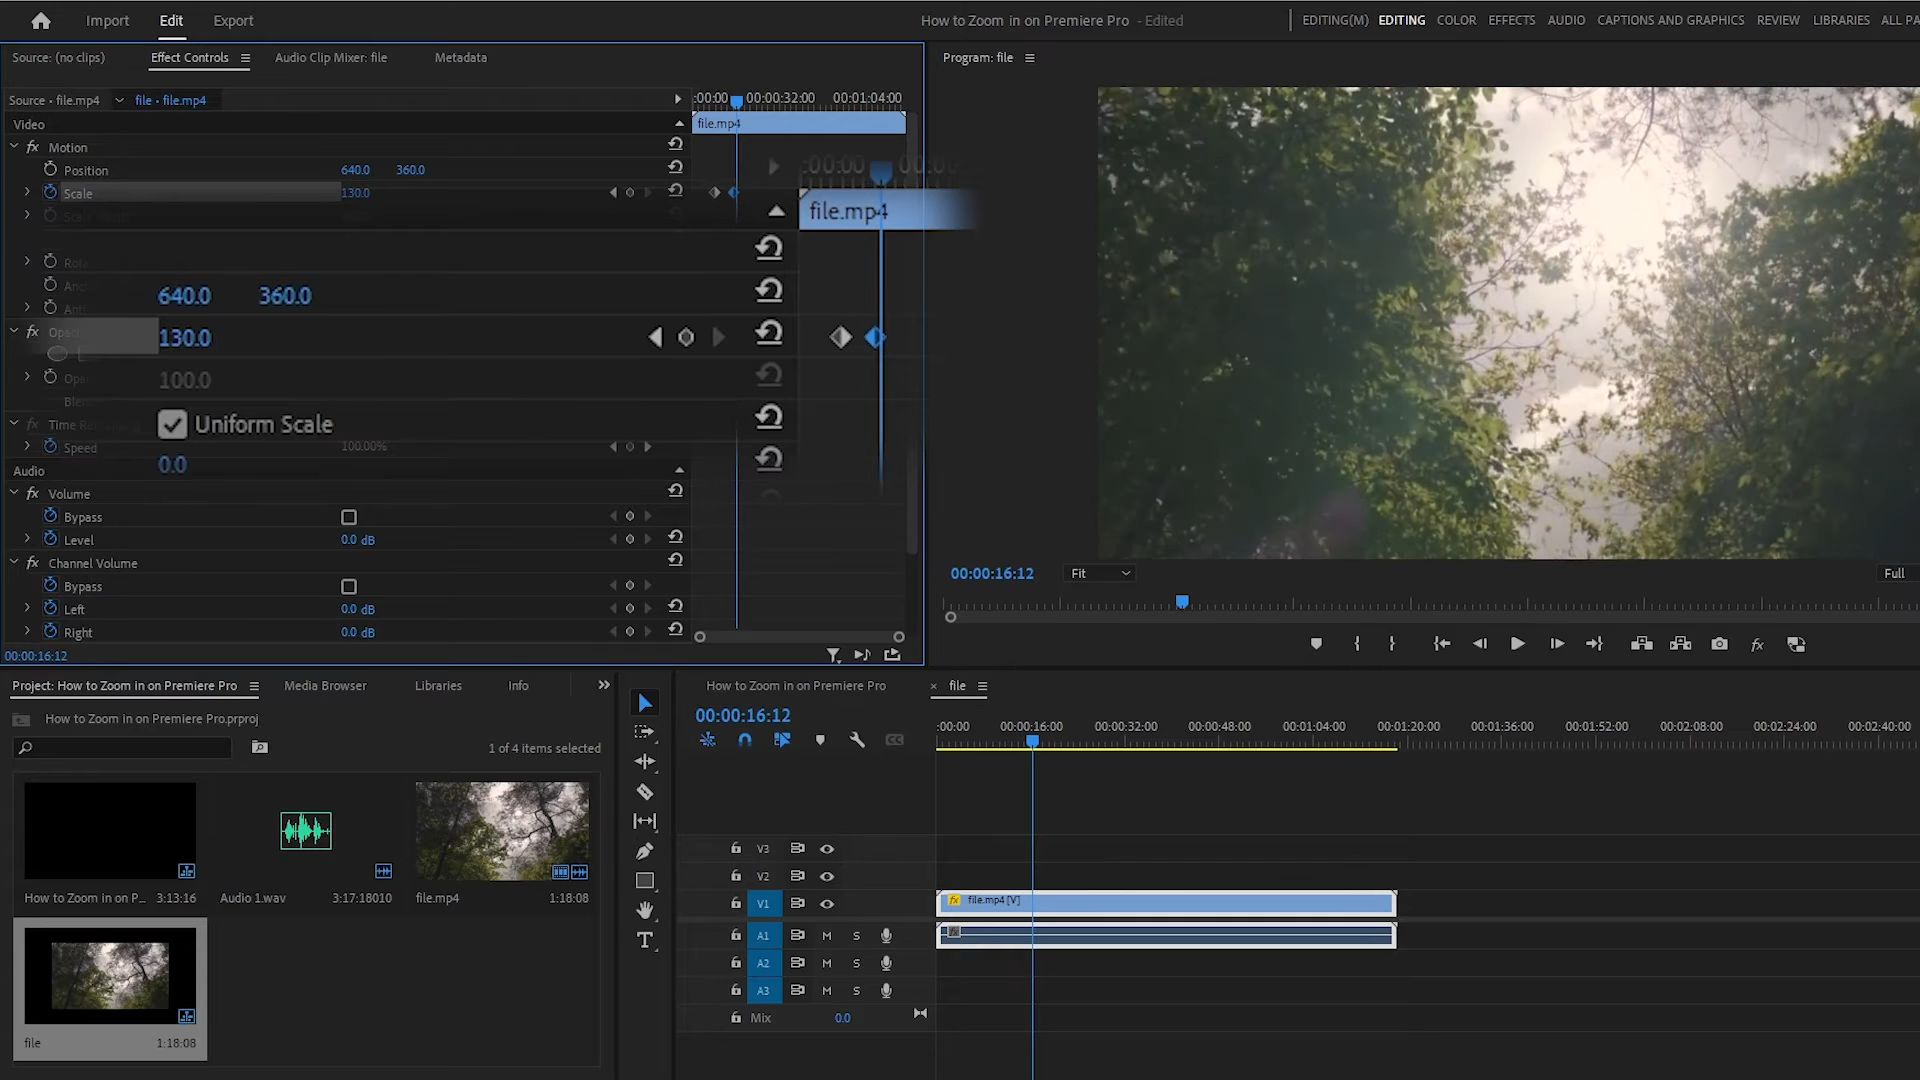 Import Edit Export How to Zoom in on Premiere Pro - Edited EDITING(M) EDITING COLOR EFFECTS AUDIO CAPTIONS AND GRAPHICS REVIEW LIBRARIES ALL PA
Source: (no clips) Effect Controls Audio Clip Mixer: file Metadata Program: file
Source • file.mp4 file • file.mp4 :00:00 00:00:32:00 00:01:04:00
Video file.mp4
fx Motion
Position 640.0 360.0
Scale 130.0
:00:00
file.mp4
640.0 360.0
130.0
100.0
Uniform Scale
0.0
fx
fx
Speed 100.00%
Audio
fx Volume
Bypass
Level 0.0 dB
fx Channel Volume
Bypass
Left 0.0 dB
Right 0.0 dB
00:00:16:12
00:00:16:12 Fit Full
fx
Project: How to Zoom in on Premiere Pro Media Browser Libraries Info
How to Zoom in on Premiere Pro.prproj
1 of 4 items selected
How to Zoom in on P... 3:13:16 Audio 1.wav 3:17:18010 file.mp4 1:18:08
file 1:18:08
T
How to Zoom in on Premiere Pro × file
00:00:16:12
:00:00 00:00:16:00 00:00:32:00 00:00:48:00 00:01:04:00 00:01:20:00 00:01:36:00 00:01:52:00 00:02:08:00 00:02:24:00 00:02:40:00
CC
V3
V2
V1 fx file.mp4 [V]
A1 M S fx
A2 M S
A3 M S
Mix 0.0